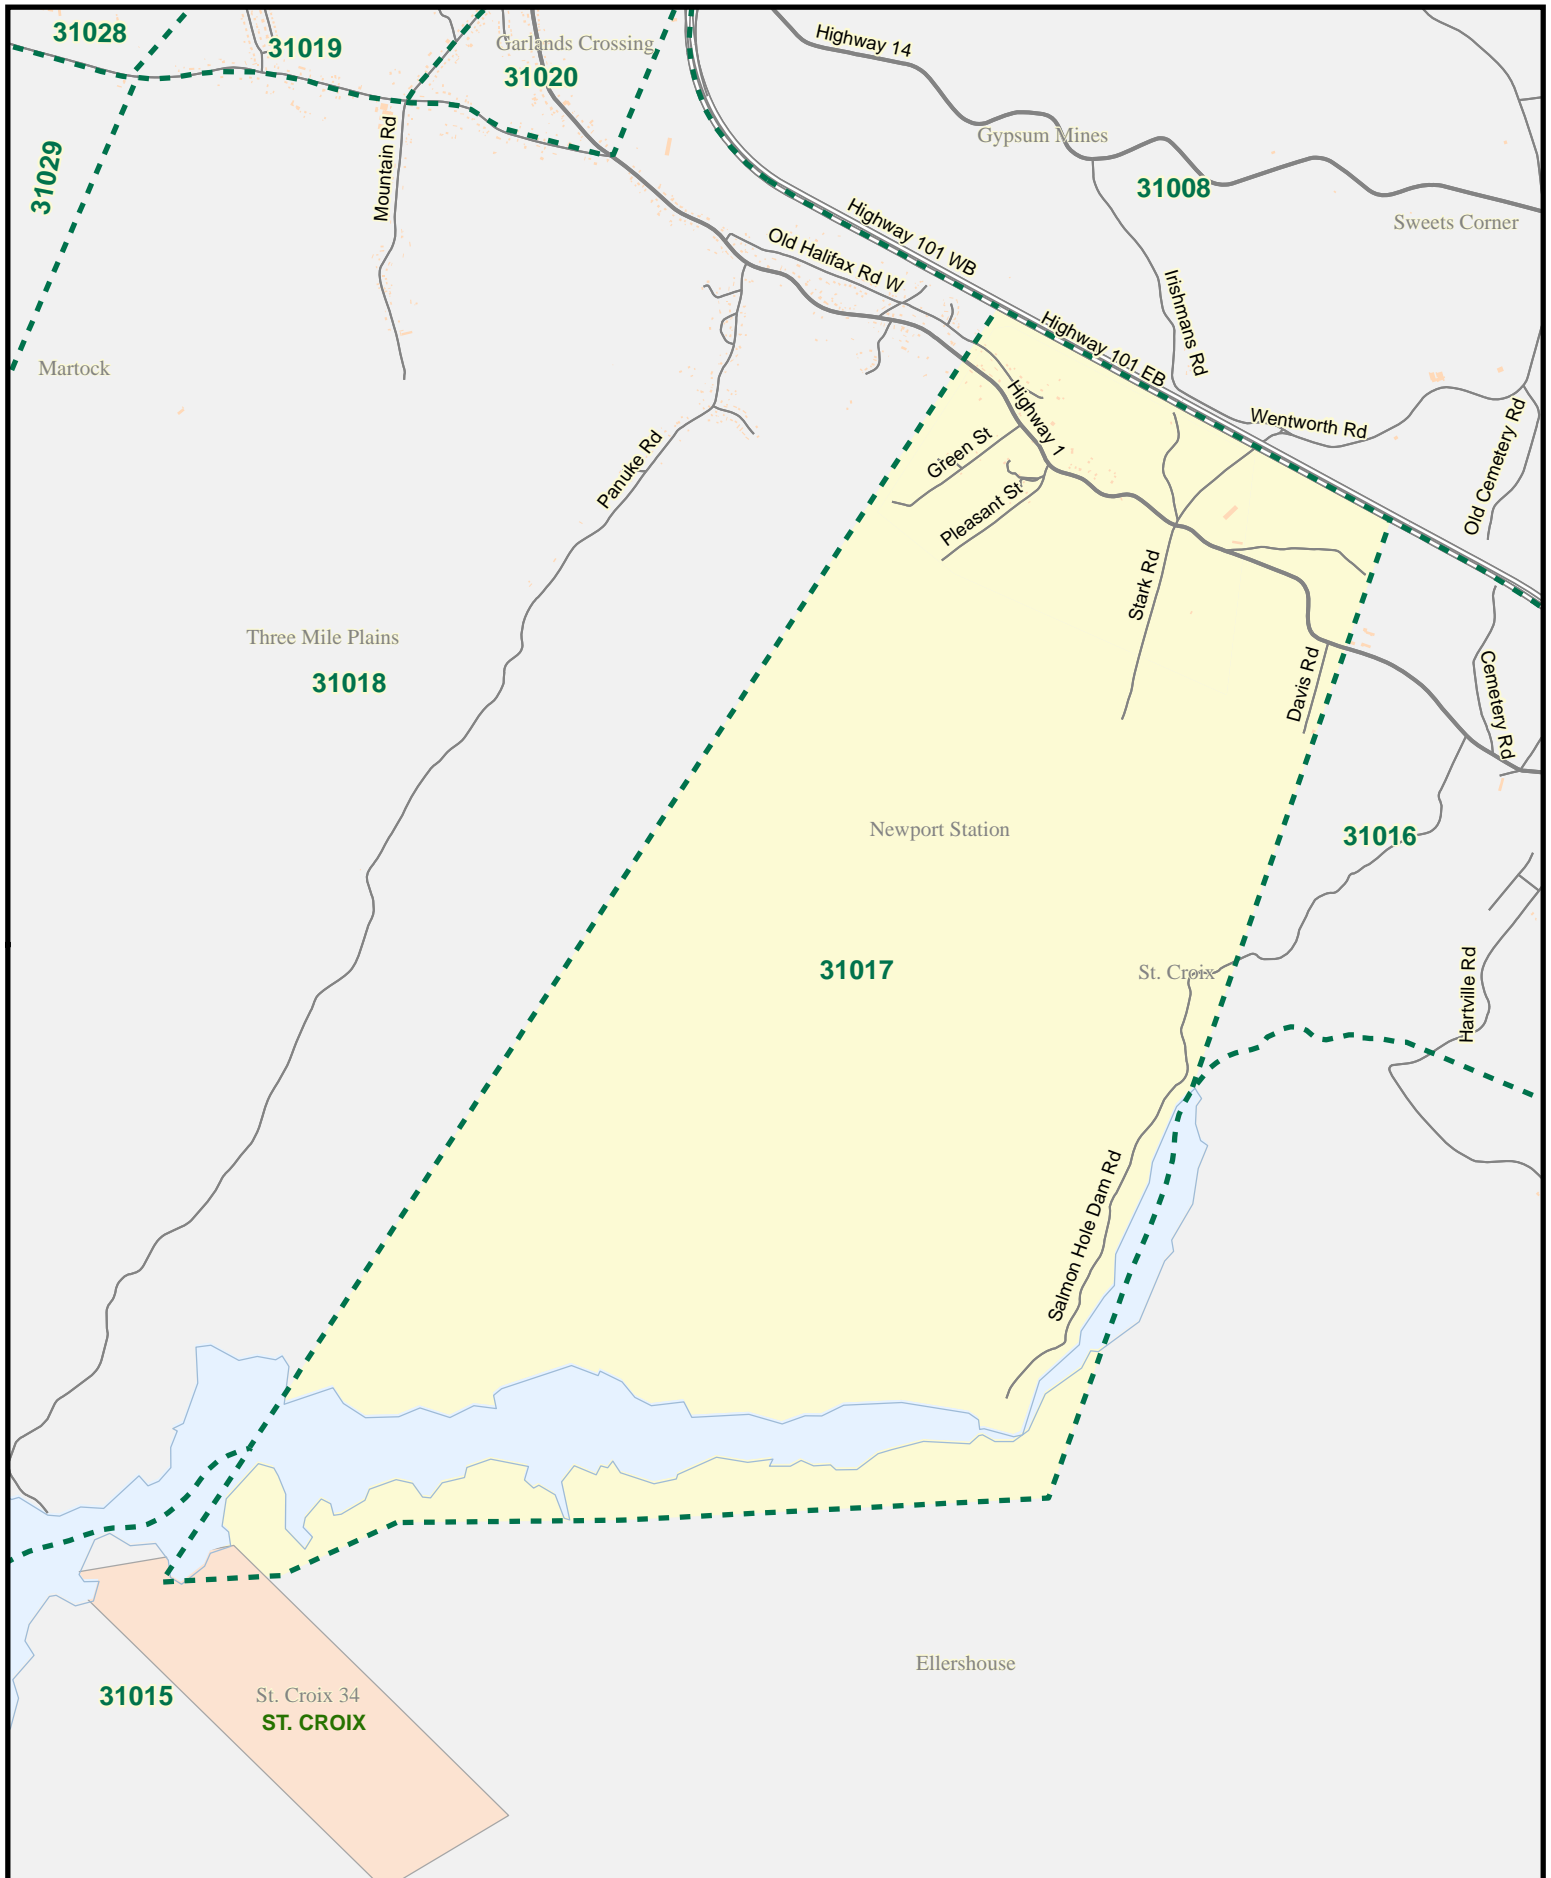 31028
31019
Garlands Crossing
31020
Highway 14
Gypsum Mines
31008
Sweets Corner
31029
Mountain Rd
Highway 101 WB
Old Halifax Rd W
Irishmans Rd
Highway 101 EB
Martock
Highway 1
Wentworth Rd
Old Cemetery Rd
Green St
Panuke Rd
Pleasant St
Stark Rd
Three Mile Plains
31018
Davis Rd
Cemetery Rd
Newport Station
31016
31017
St. Croix
Hartville Rd
Salmon Hole Dam Rd
Ellershouse
31015
St. Croix 34
ST. CROIX